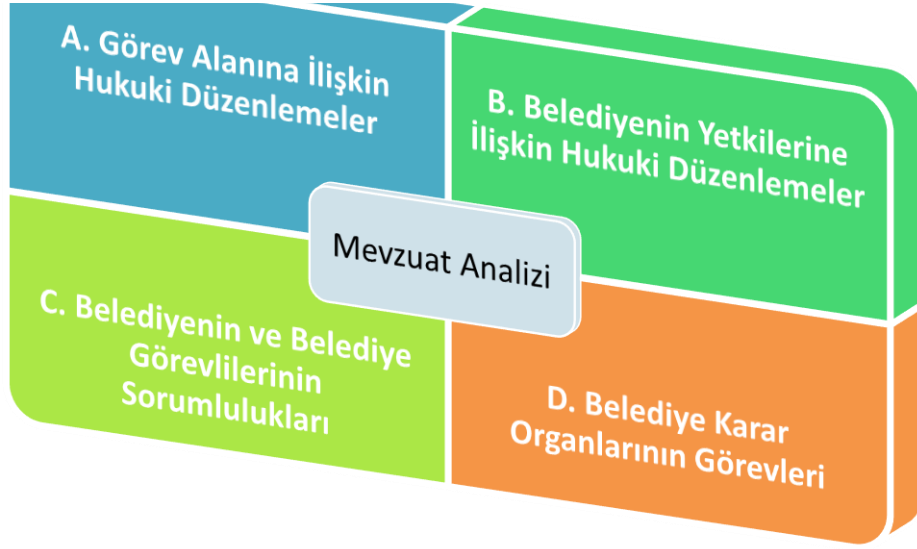 A. Görev Alanına İlişkin
Hukuki Düzenlemeler
B. Belediyenin Yetkilerine
İlişkin Hukuki Düzenlemeler
Mevzuat Analizi
C. Belediyenin ve Belediye
Görevlilerinin
Sorumlulukları
D. Belediye Karar
Organlarının Görevleri